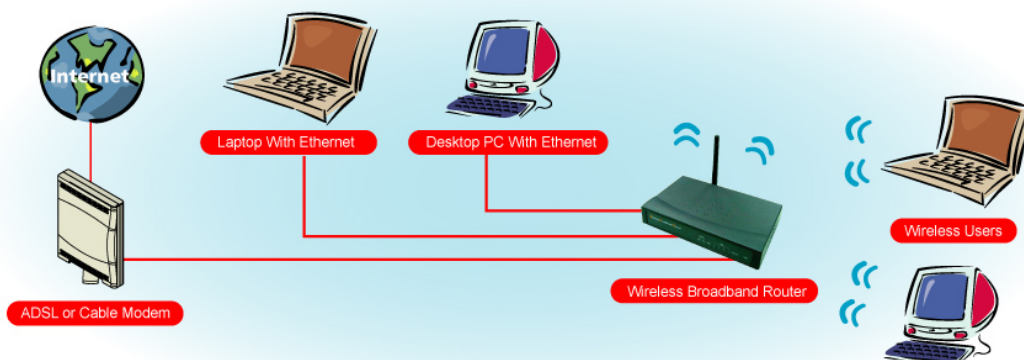 Internet
Laptop With Ethernet
Desktop PC With Ethernet
Wireless Users
Wireless Broadband Router
ADSL or Cable Modem